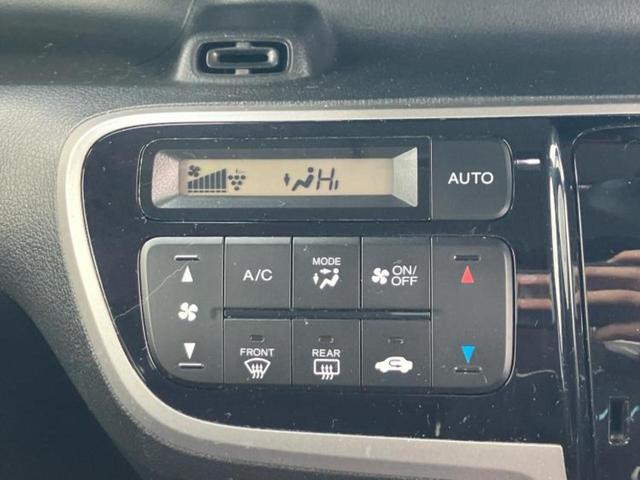 Hi
AUTO
A/C
MODE
ON/
OFF
FRONT
REAR